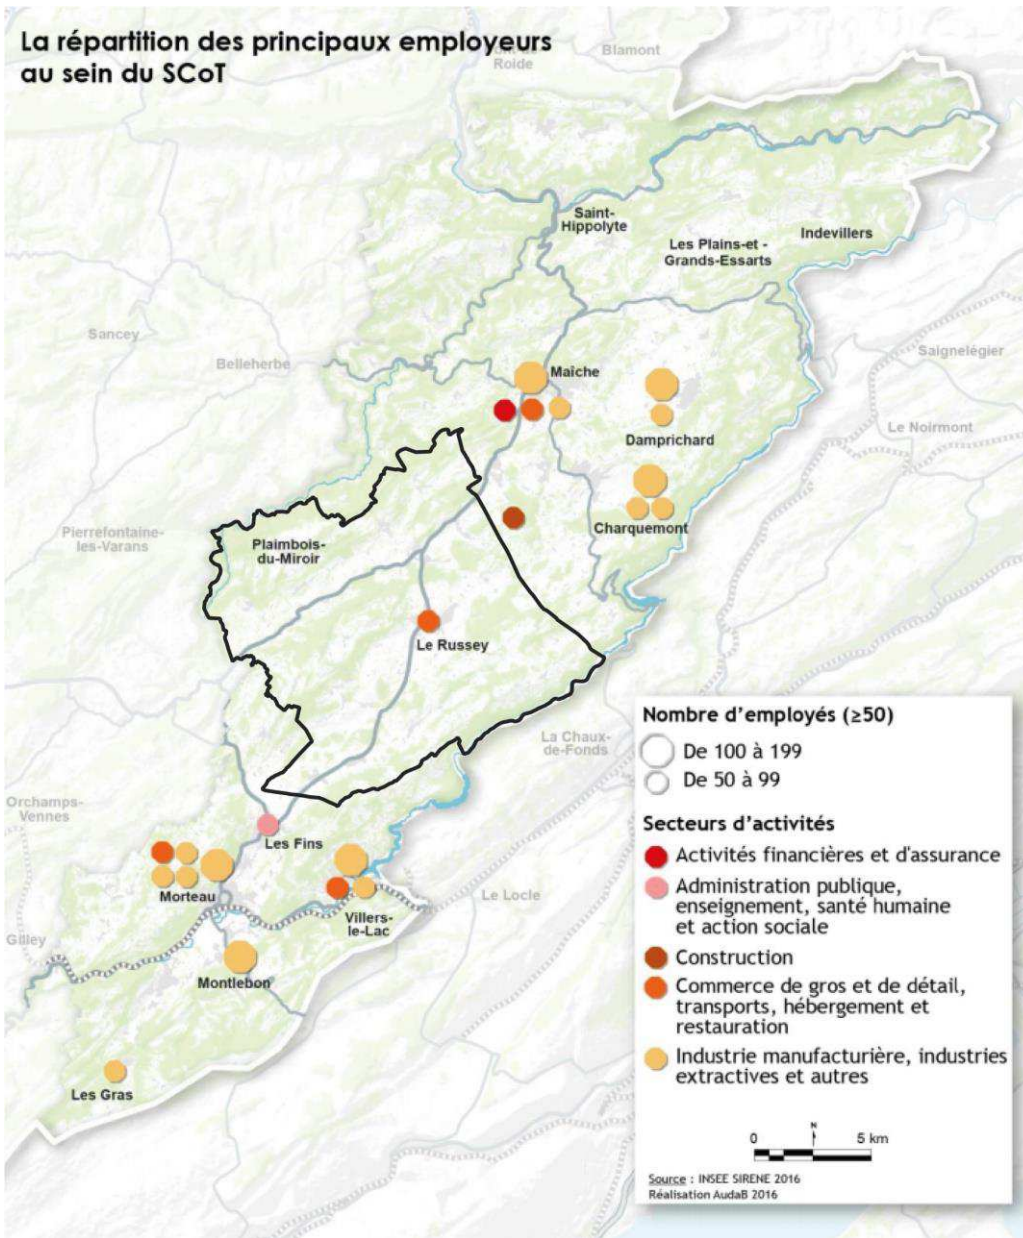 La répartition des principaux employeurs
au sein du SCoT
Roide
Blamont
Saint-
Hippolyte
Les Plains-et -
Grands-Essarts
Indevillers
Sancey
Belleherbe
Maîche
Saignelégier
Le Noirmont
Damprichard
Pierrefontaine-
les-Varans
Plaimbois-
du-Miroir
Charquemont
Le Russey
La Chaux-
de-Fonds
Orchamps-
Vennes
Les Fins
Morteau
Le Locle
Villers-
le-Lac
Gilley
Montlebon
Les Gras
Nombre d'employés (≥50)
De 100 à 199
De 50 à 99
Secteurs d'activités
Activités financières et d'assurance
Administration publique,
enseignement, santé humaine
et action sociale
Construction
Commerce de gros et de détail,
transports, hébergement et
restauration
Industrie manufacturière, industries
extractives et autres
N
0 5 km
Source : INSEE SIRENE 2016
Réalisation AudaB 2016